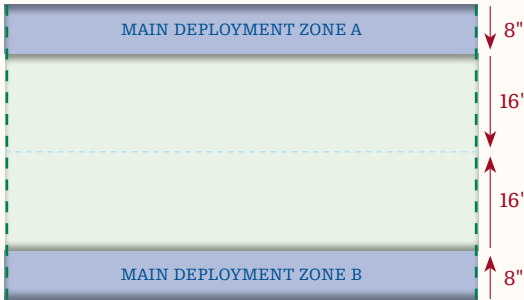 MAIN DEPLOYMENT ZONE A
8"
16'
16'
MAIN DEPLOYMENT ZONE B
8"